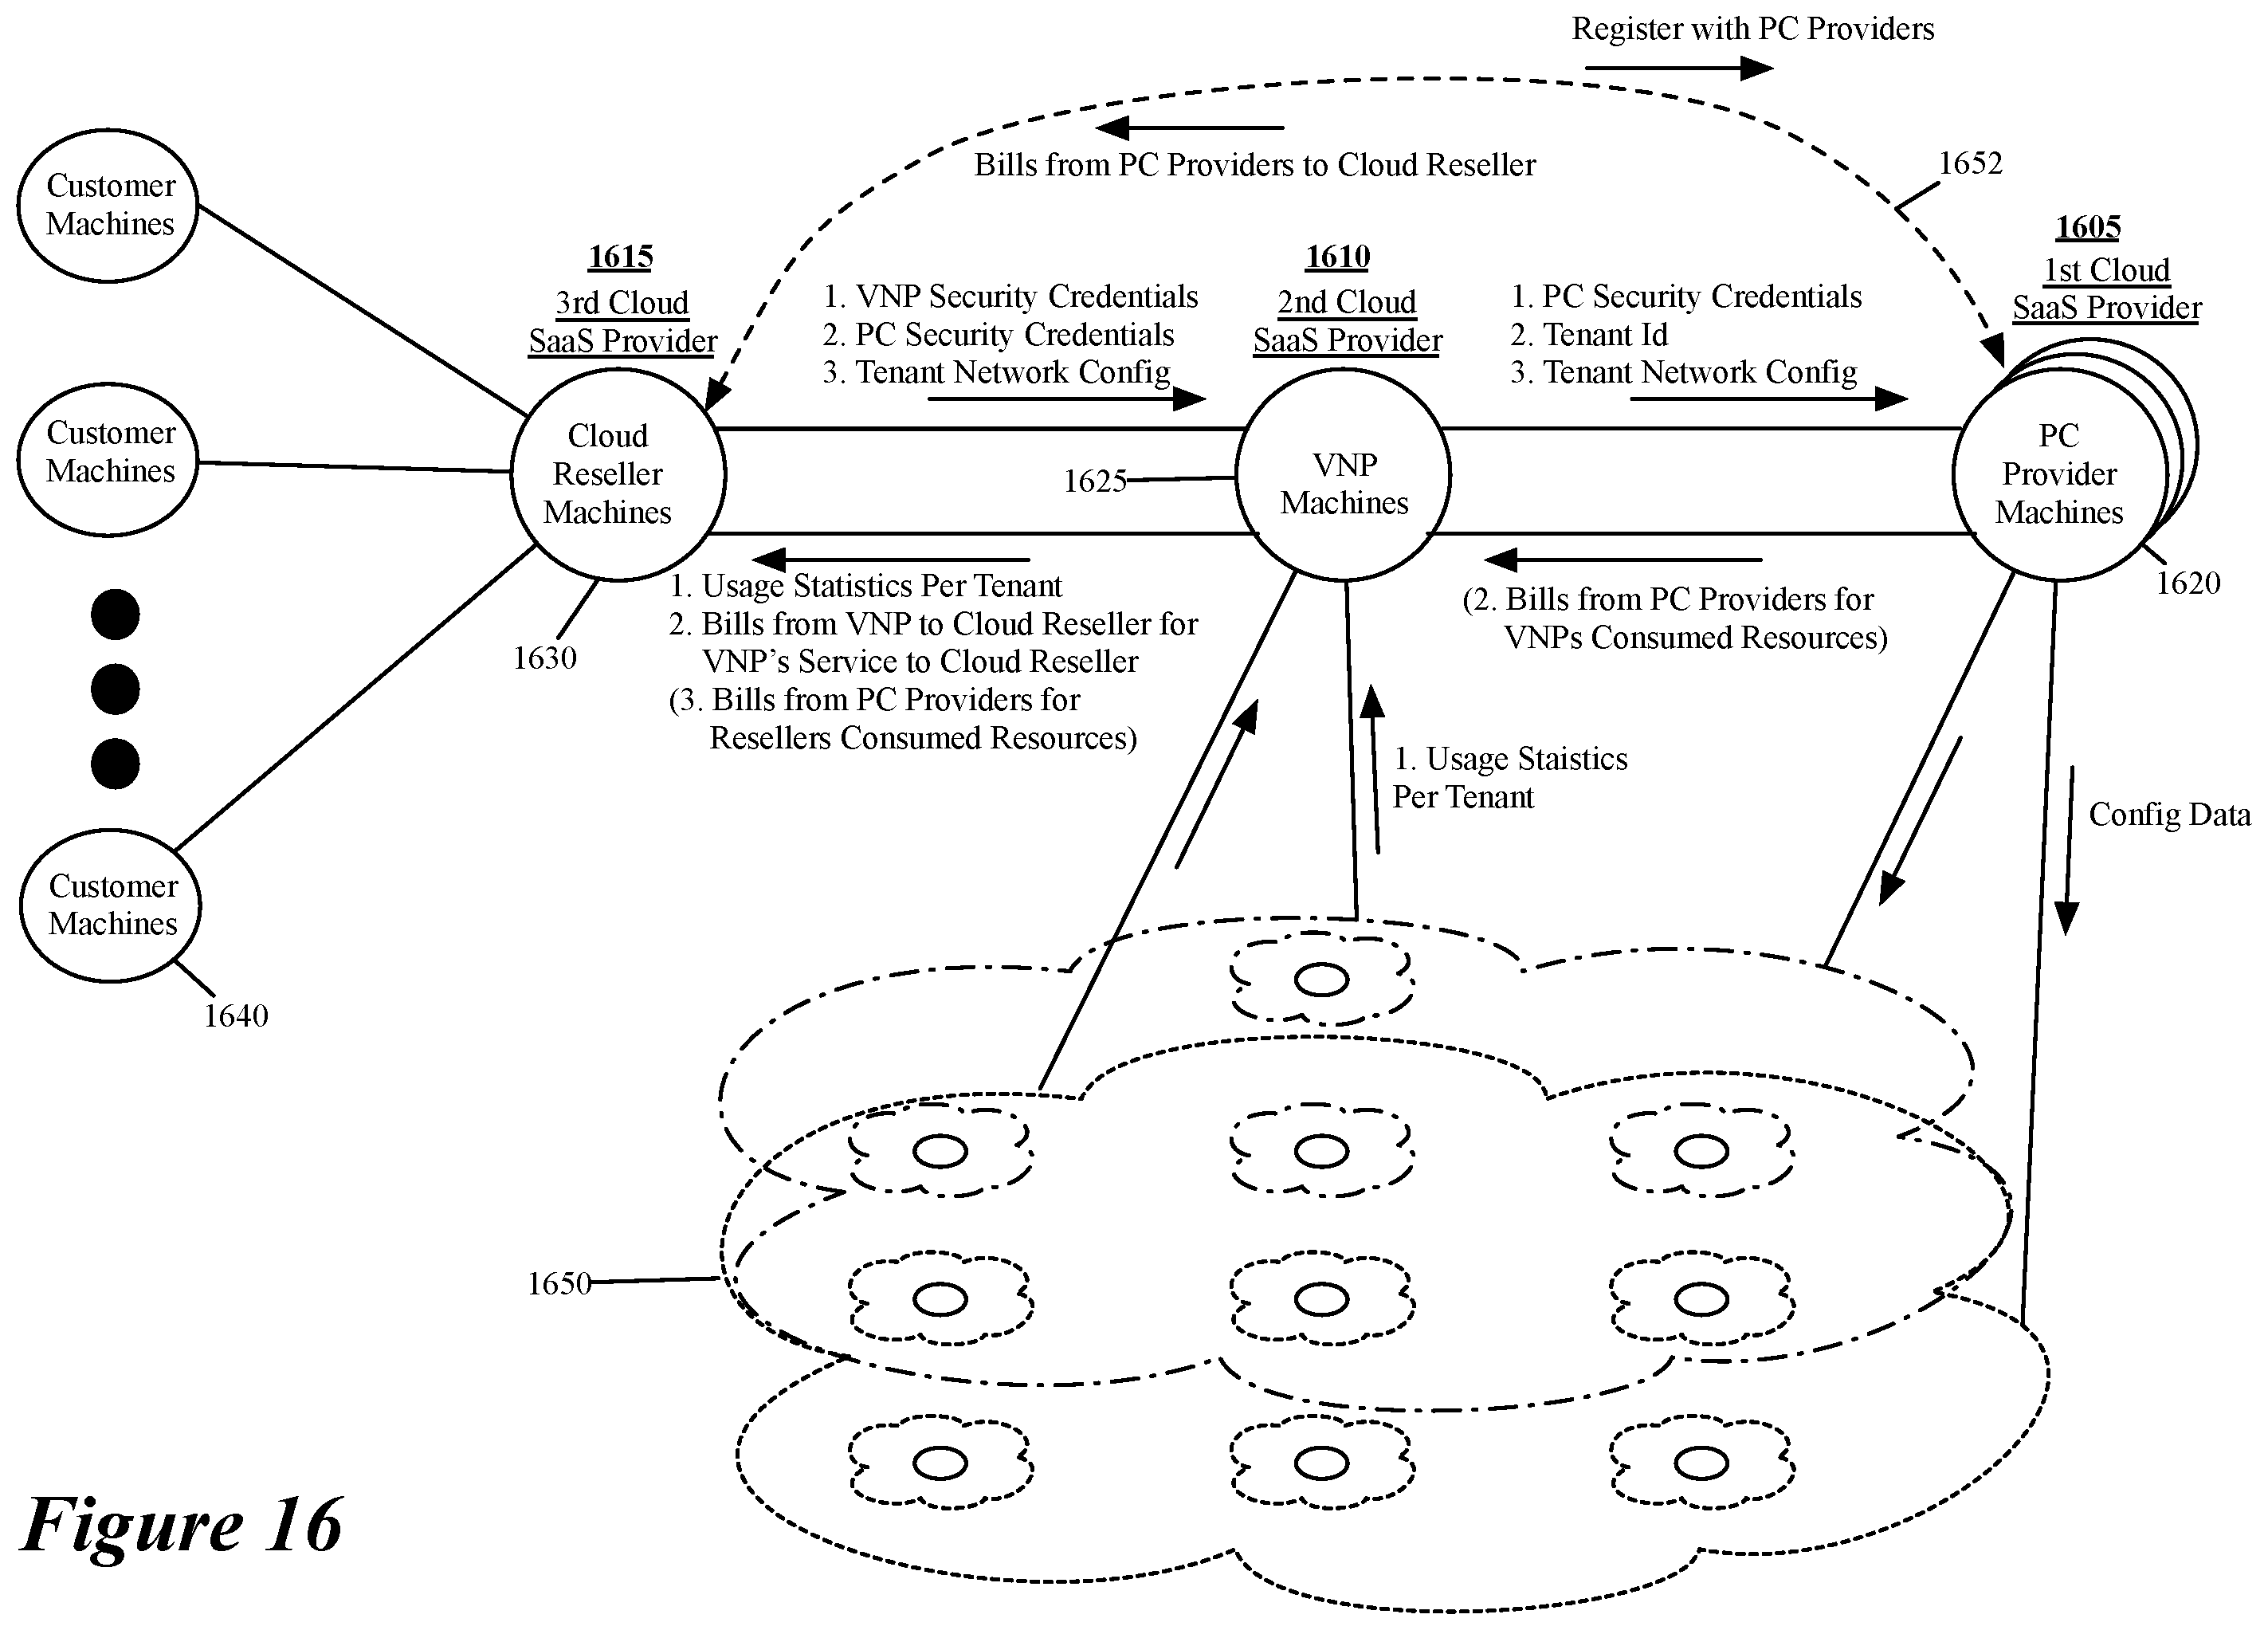 Register with PC Providers
Bills from PC Providers to Cloud Reseller
1652
Customer
Machines
1615
3rd Cloud
SaaS Provider
1. VNP Security Credentials
2. PC Security Credentials
3. Tenant Network Config
1610
2nd Cloud
SaaS Provider
1. PC Security Credentials
2. Tenant Id
3. Tenant Network Config
1605
1st Cloud
SaaS Provider
Customer
Machines
Cloud
Reseller
Machines
1625
VNP
Machines
PC
Provider
Machines
1630
1. Usage Statistics Per Tenant
2. Bills from VNP to Cloud Reseller for
VNP's Service to Cloud Reseller
(3. Bills from PC Providers for
Resellers Consumed Resources)
(2. Bills from PC Providers for
VNPs Consumed Resources)
1620
1. Usage Staistics
Per Tenant
Config Data
Customer
Machines
1640
1650
Figure 16